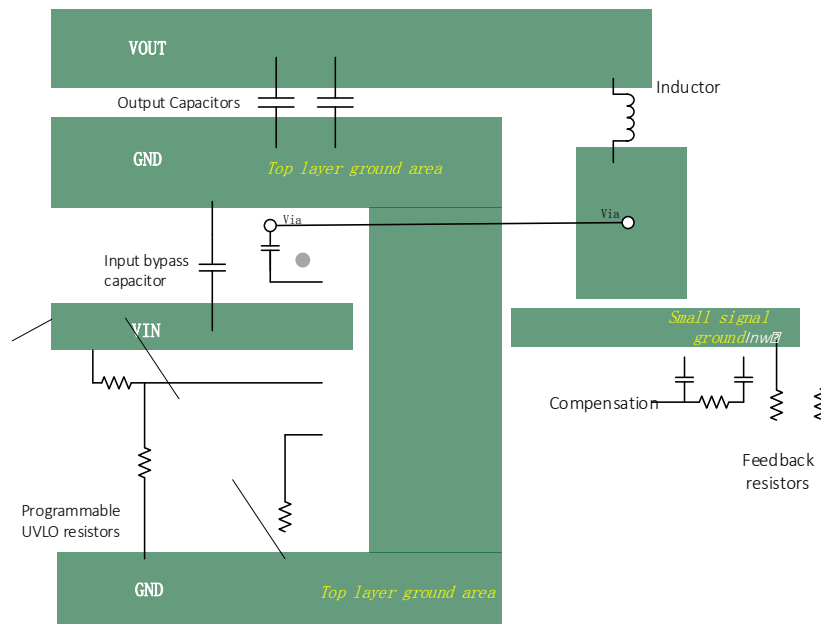 VOUT
Output Capacitors
Inductor
GND
Top layer ground area
Via
Via
Input bypass
capacitor
VIN
Small signal
ground
Compensation
Feedback
resistors
Programmable
UVLO resistors
GND
Top layer ground area